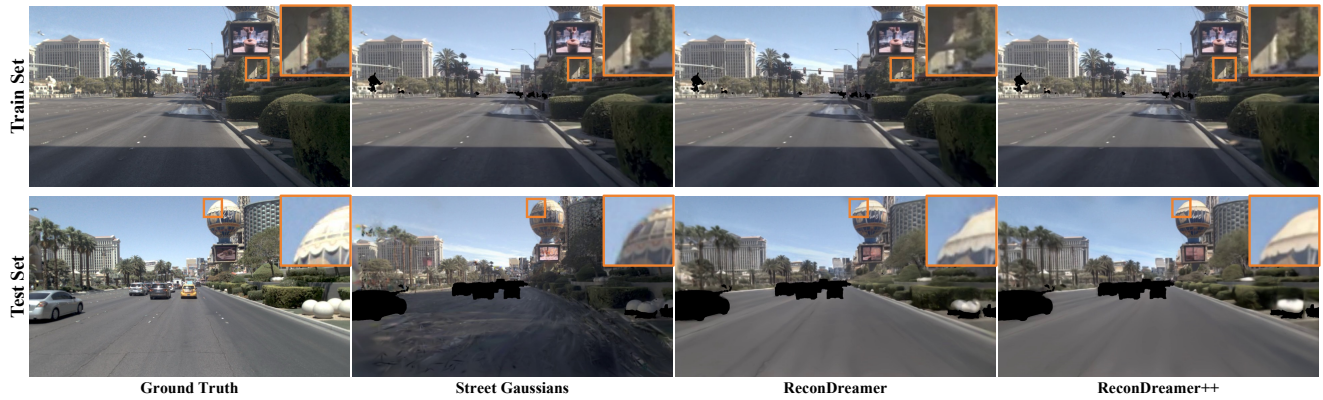 Train Set
Test Set
Ground Truth
Street Gaussians
ReconDreamer
ReconDreamer++